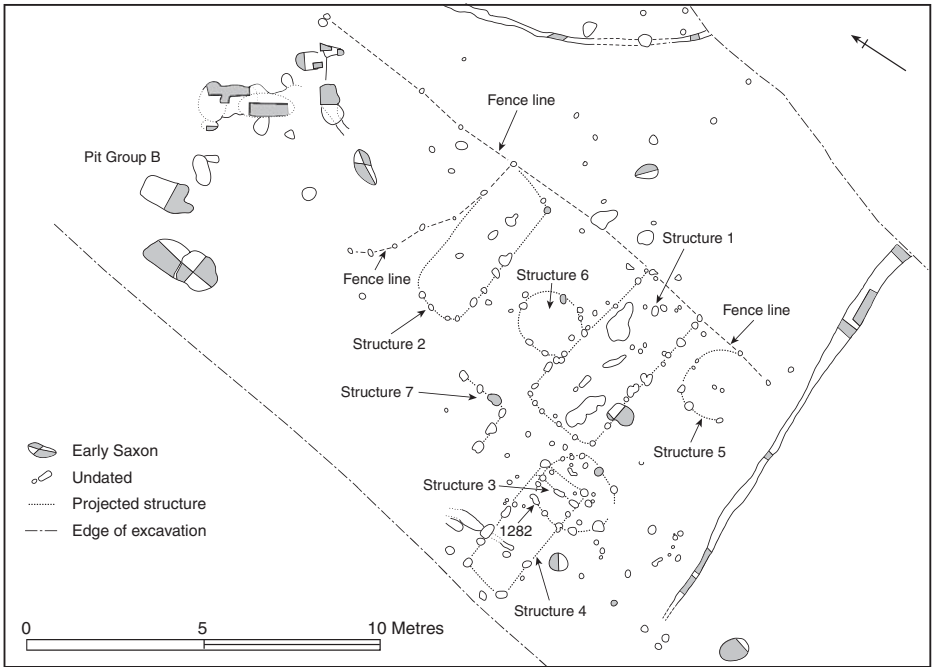 Fence line
Pit Group B
Structure 1
Fence line
Structure 6
Fence line
Structure 2
Structure 7
Structure 5
Early Saxon
Undated
Projected structure
Edge of excavation
Structure 3
1282
Structure 4
0 5 10 Metres